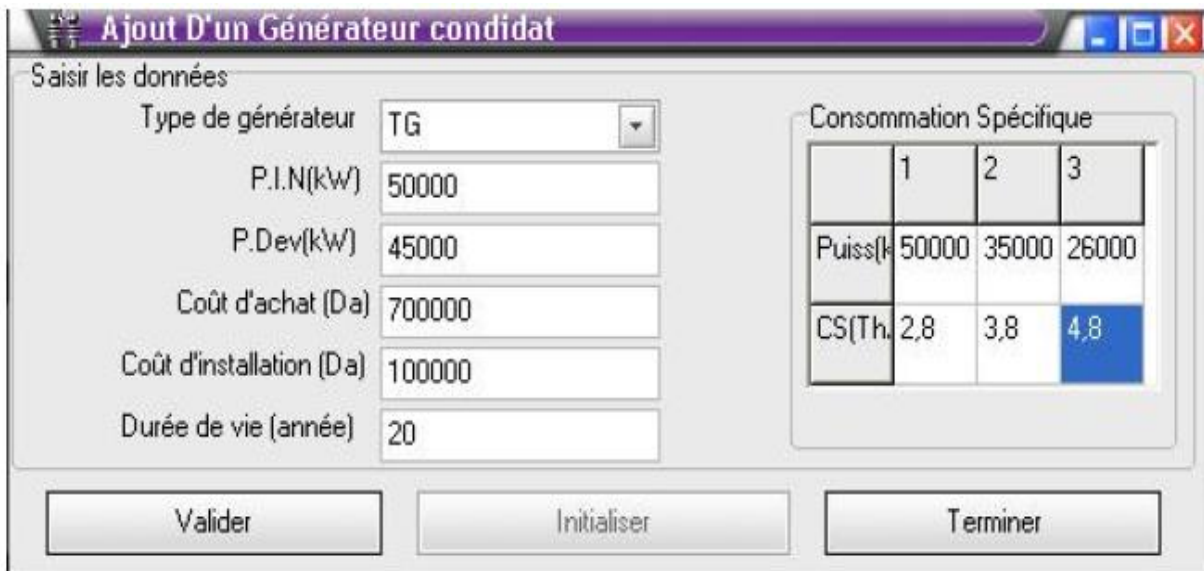 Ajout D'un Générateur condidat
Saisir les données
Type de générateur TG
P.I.N(kW) 50000
P.Dev(kW) 45000
Coût d'achat (Da) 700000
Coût d'installation (Da) 100000
Durée de vie (année) 20
Consommation Spécifique
1 2 3
Puiss(k 50000 35000 26000
CS(Th. 2,8 3,8 4,8
Valider Initialiser Terminer